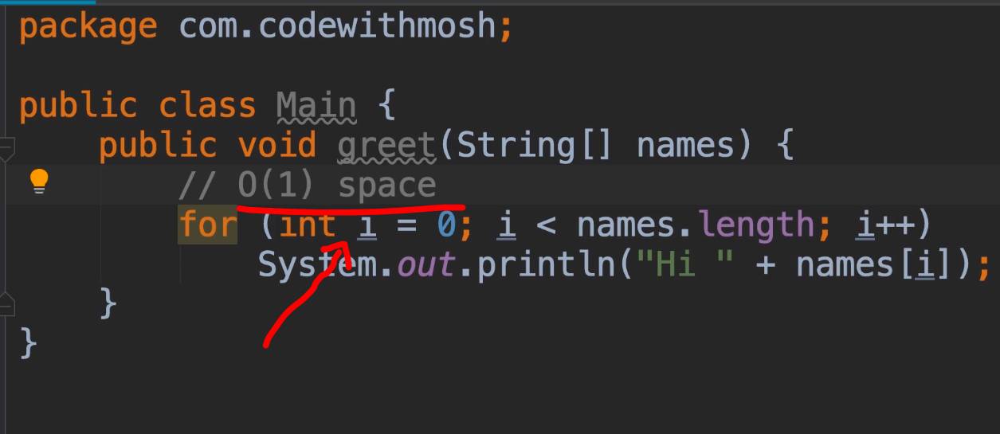 package com.codewithmosh;
public class Main {
public void greet(String[] names) {
// O(1) space
for (int i = 0; i < names.length; i++)
System.out.println("Hi " + names[i]);
}
}